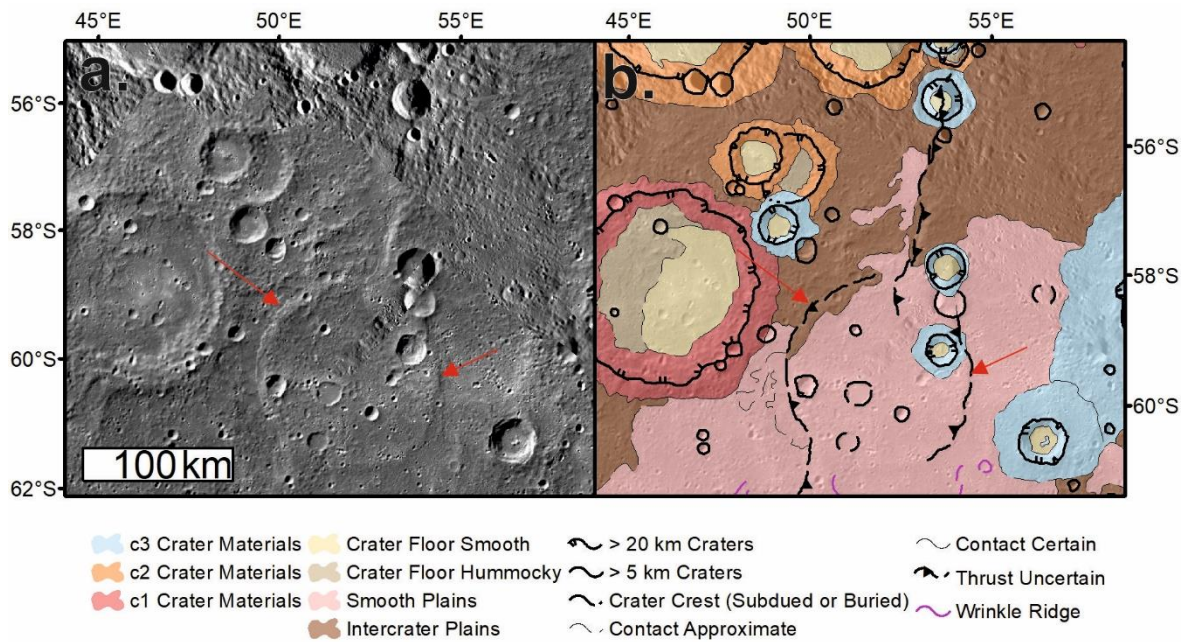 45°E 50°E 55°E 45°E 50°E 55°E
a. b.
56°S 56°S
58°S 58°S
60°S 60°S
100 km
62°S
c3 Crater Materials Crater Floor Smooth > 20 km Craters Contact Certain
c2 Crater Materials Crater Floor Hummocky > 5 km Craters Thrust Uncertain
c1 Crater Materials Smooth Plains Crater Crest (Subdued or Buried) Wrinkle Ridge
Intercrater Plains Contact Approximate